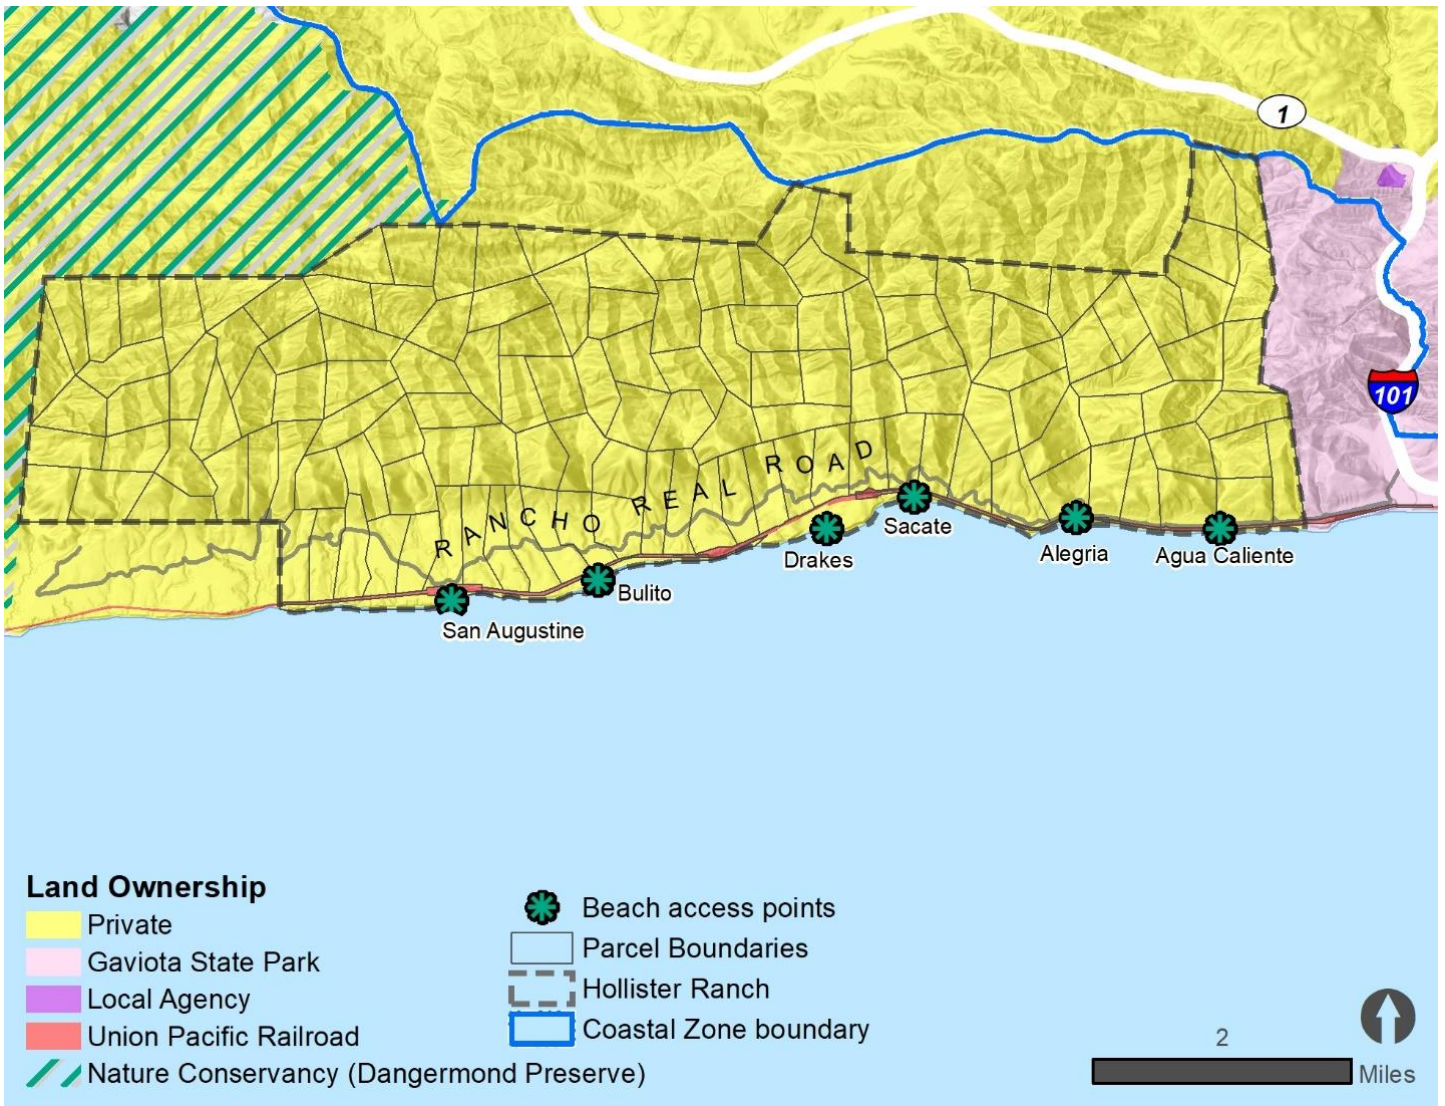 1
101
RANCHO REAL ROAD
Sacate
Drakes
Alegria
Agua Caliente
Bulito
San Augustine
Land Ownership
Private
Gaviota State Park
Local Agency
Union Pacific Railroad
Nature Conservancy (Dangermond Preserve)
Beach access points
Parcel Boundaries
Hollister Ranch
Coastal Zone boundary
2
Miles